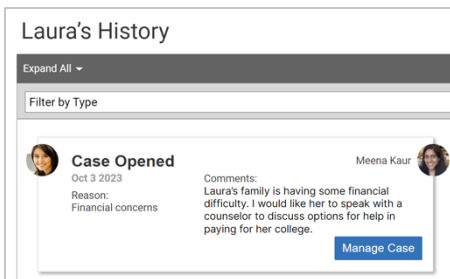 Laura's History
Expand All
Filter by Type
Case Opened
Meena Kaur
Oct 3 2023
Reason:
Financial concerns
Comments:
Laura's family is having some financial
difficulty. I would like her to speak with a
counselor to discuss options for help in
paying for her college.
Manage Case